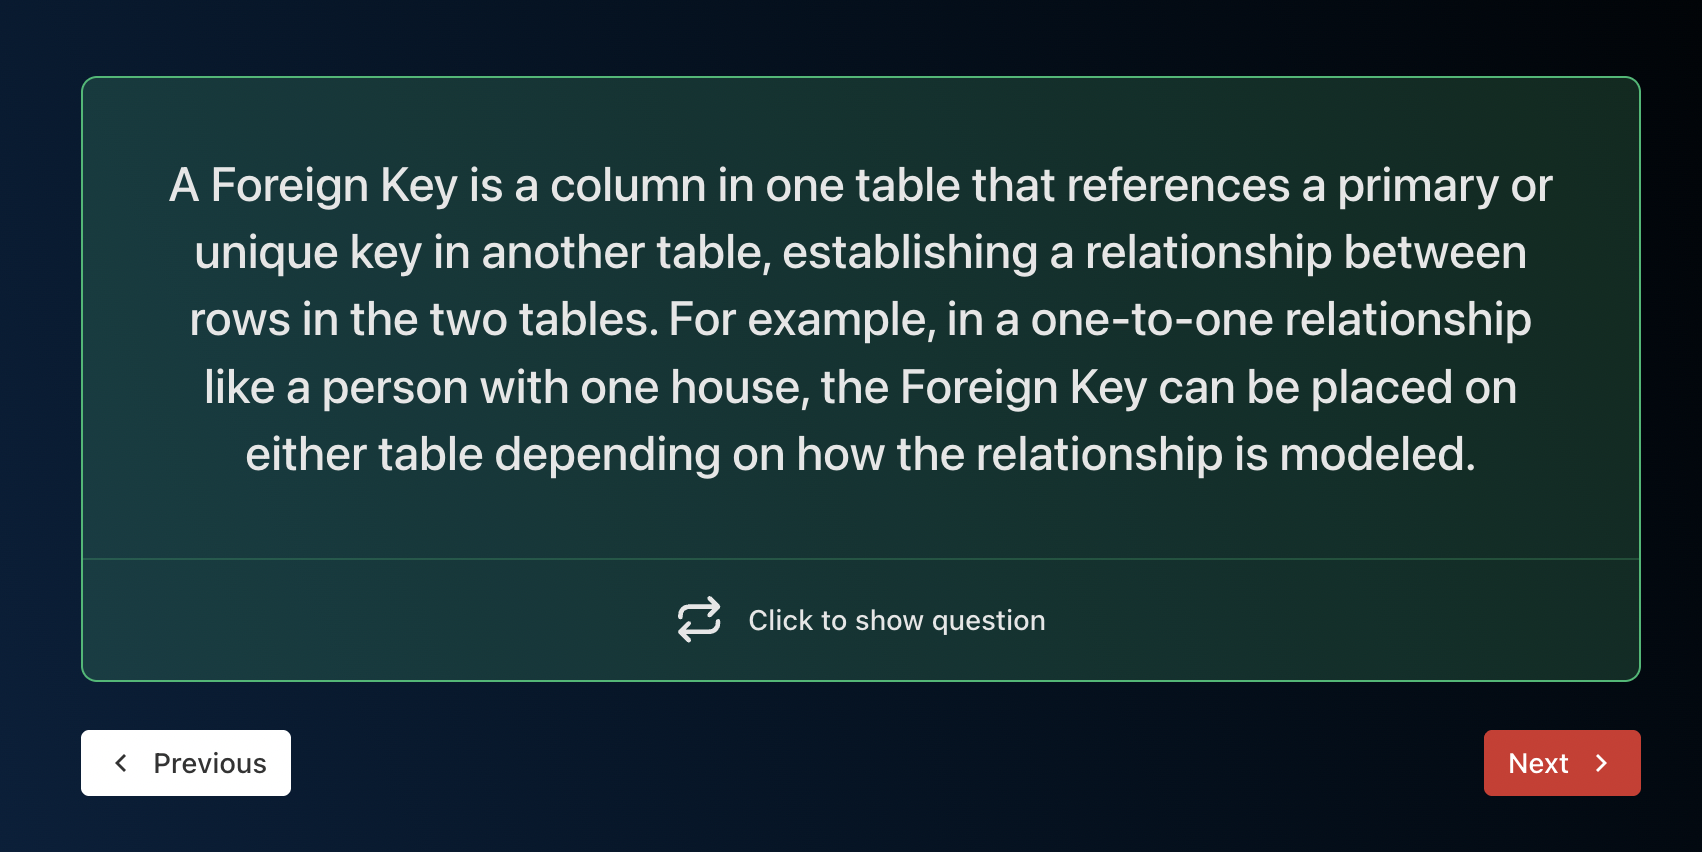 A Foreign Key is a column in one table that references a primary or
unique key in another table, establishing a relationship between
rows in the two tables. For example, in a one-to-one relationship
like a person with one house, the Foreign Key can be placed on
either table depending on how the relationship is modeled.
Click to show question
Previous
Next